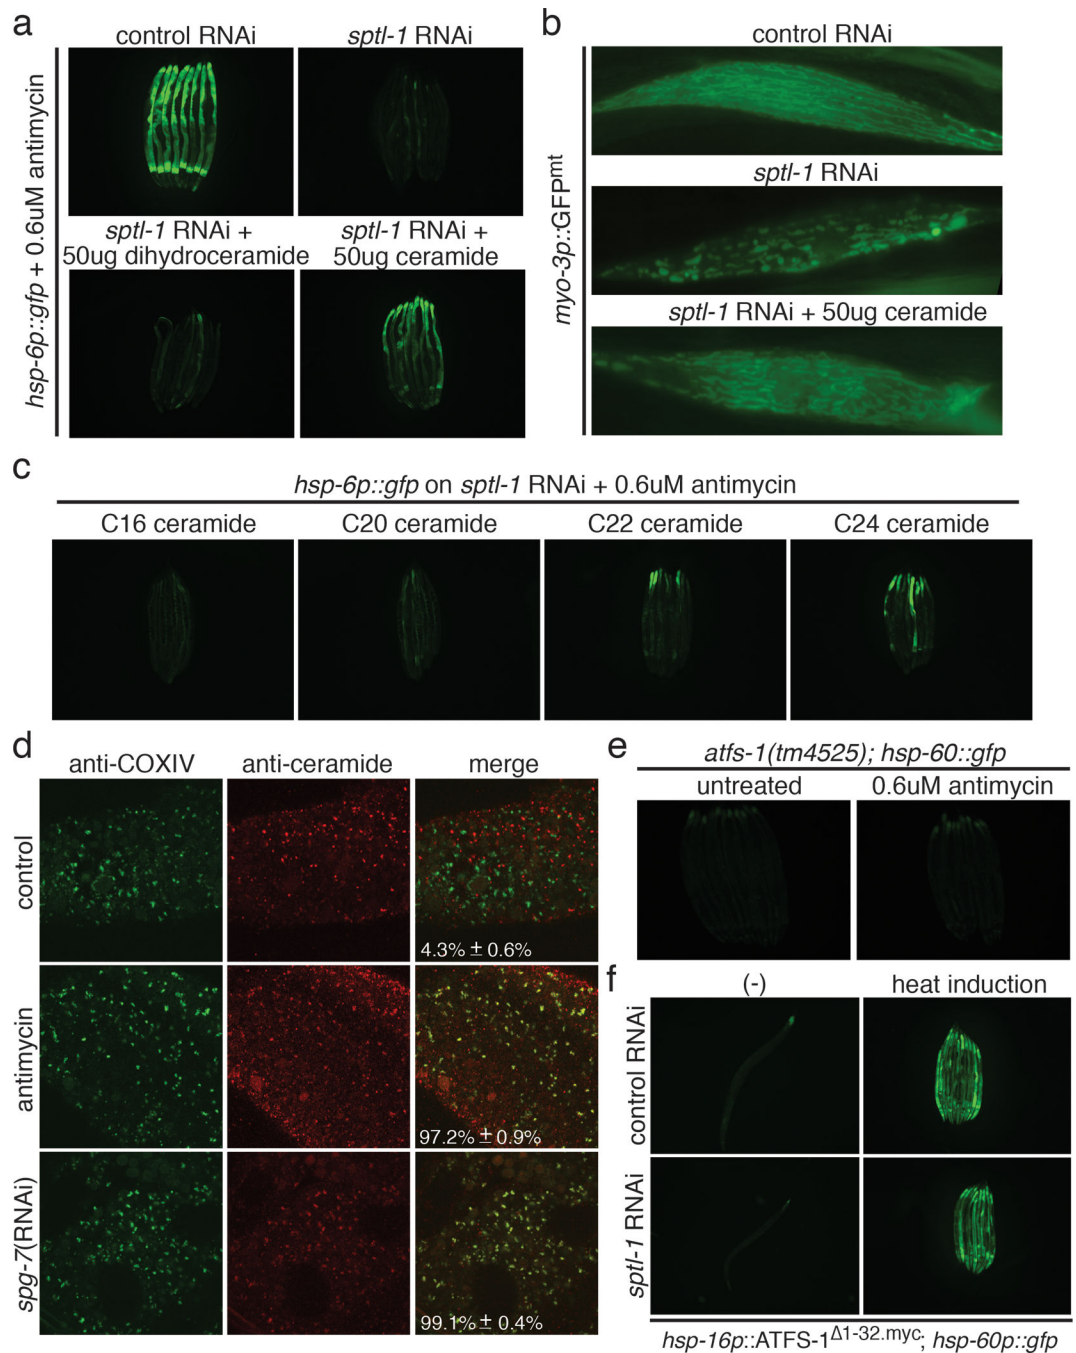 a
control RNAi
sptl-1 RNAi
sptl-1 RNAi +
50ug dihydroceramide
sptl-1 RNAi +
50ug ceramide
hsp-6p::gfp + 0.6uM antimycin
b
control RNAi
sptl-1 RNAi
sptl-1 RNAi + 50ug ceramide
myo-3p::GFPmt
c
hsp-6p::gfp on sptl-1 RNAi + 0.6uM antimycin
C16 ceramide
C20 ceramide
C22 ceramide
C24 ceramide
d
anti-COXIV
anti-ceramide
merge
control
4.3% ± 0.6%
antimycin
97.2% ± 0.9%
spg-7(RNAi)
99.1% ± 0.4%
e
atfs-1(tm4525); hsp-60::gfp
untreated
0.6uM antimycin
f
(-)
heat induction
control RNAi
sptl-1 RNAi
hsp-16p::ATFS-1Δ1-32.myc; hsp-60p::gfp